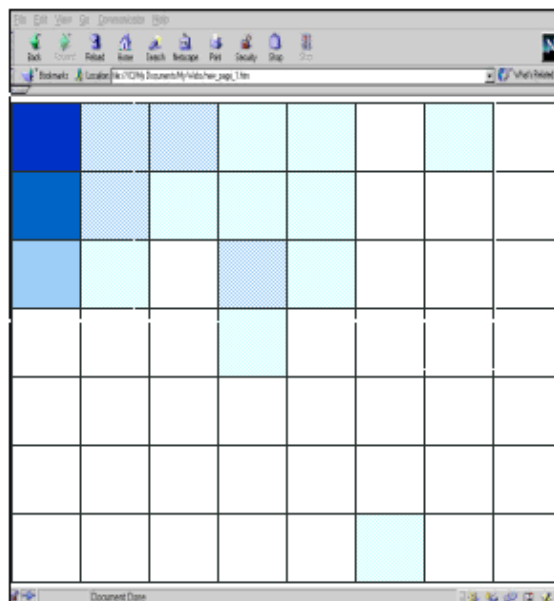 File Edit View Go Communicator Help
Back Forward Reload Home Search Netscape Print Security Shop Stop
Bookmarks Location: What's Related
Document Done